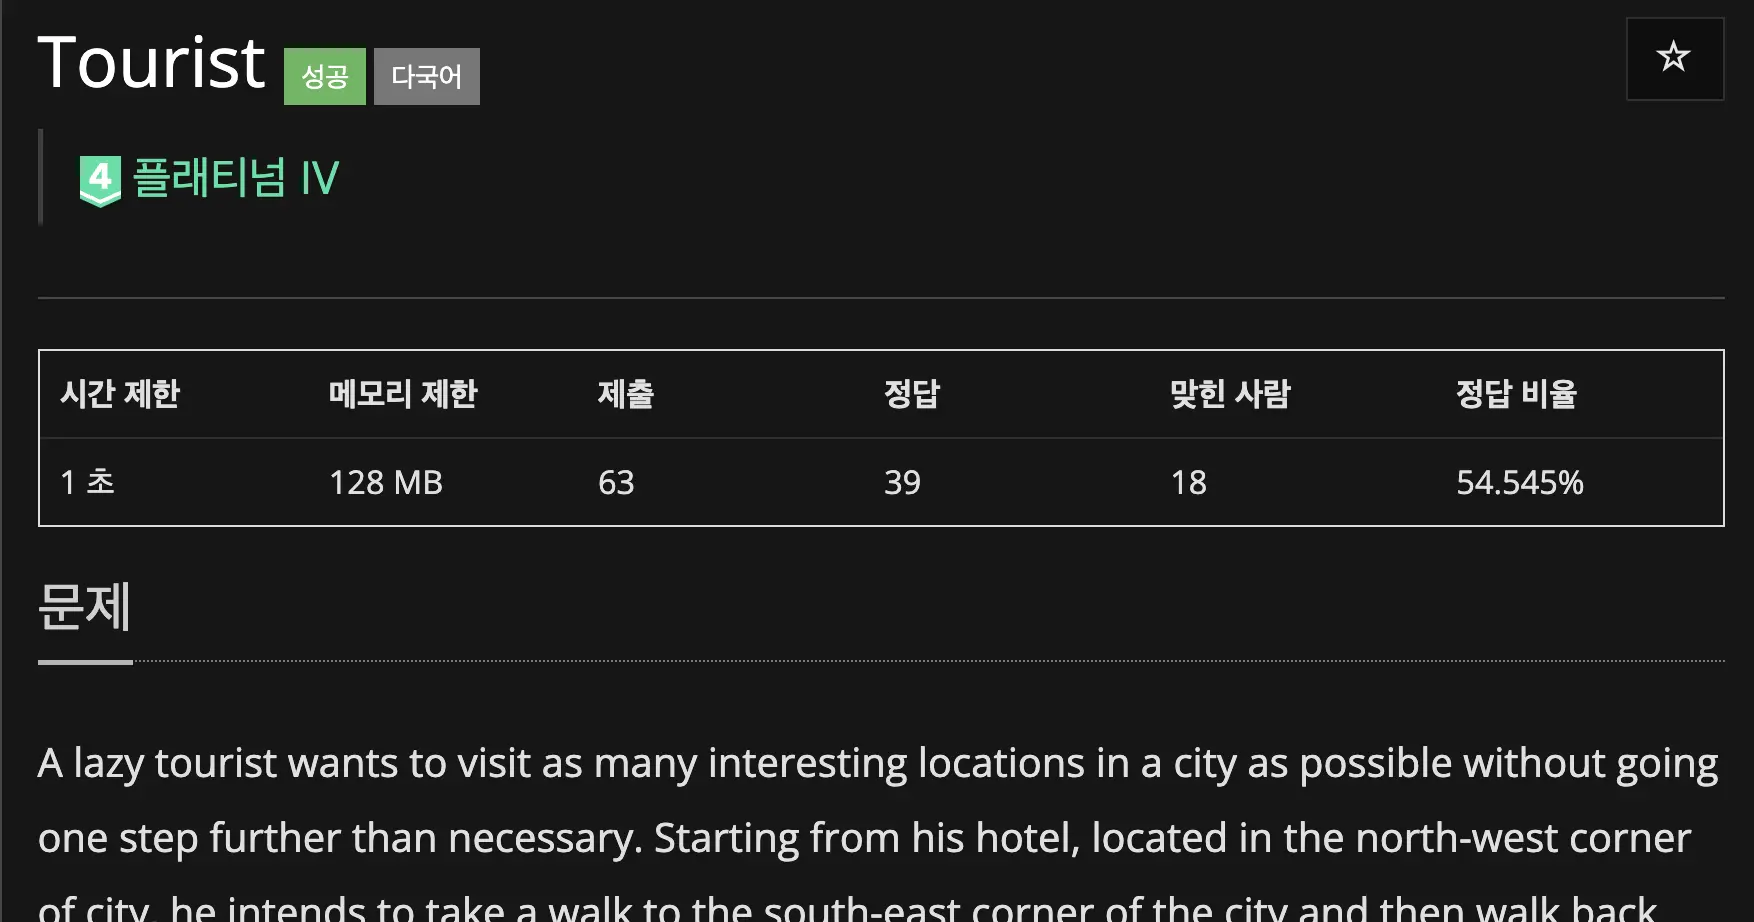 Tourist 성공 다국어
4 플래티넘 IV
시간 제한 메모리 제한 제출 정답 맞힌 사람 정답 비율
1 초 128 MB 63 39 18 54.545%
문제
A lazy tourist wants to visit as many interesting locations in a city as possible without going
one step further than necessary. Starting from his hotel, located in the north-west corner
of city, he intends to take a walk to the south-east corner of the city and then walk back